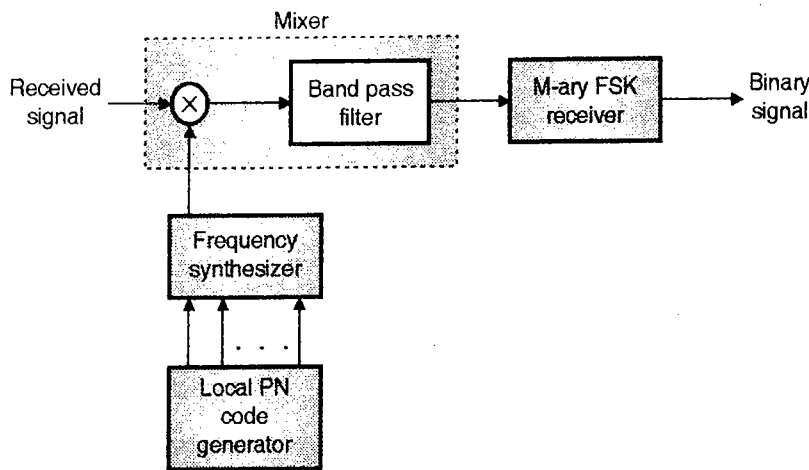 Mixer
Received
signal
×
Band pass
filter
M-ary FSK
receiver
Binary
signal
Frequency
synthesizer
. . .
Local PN
code
generator